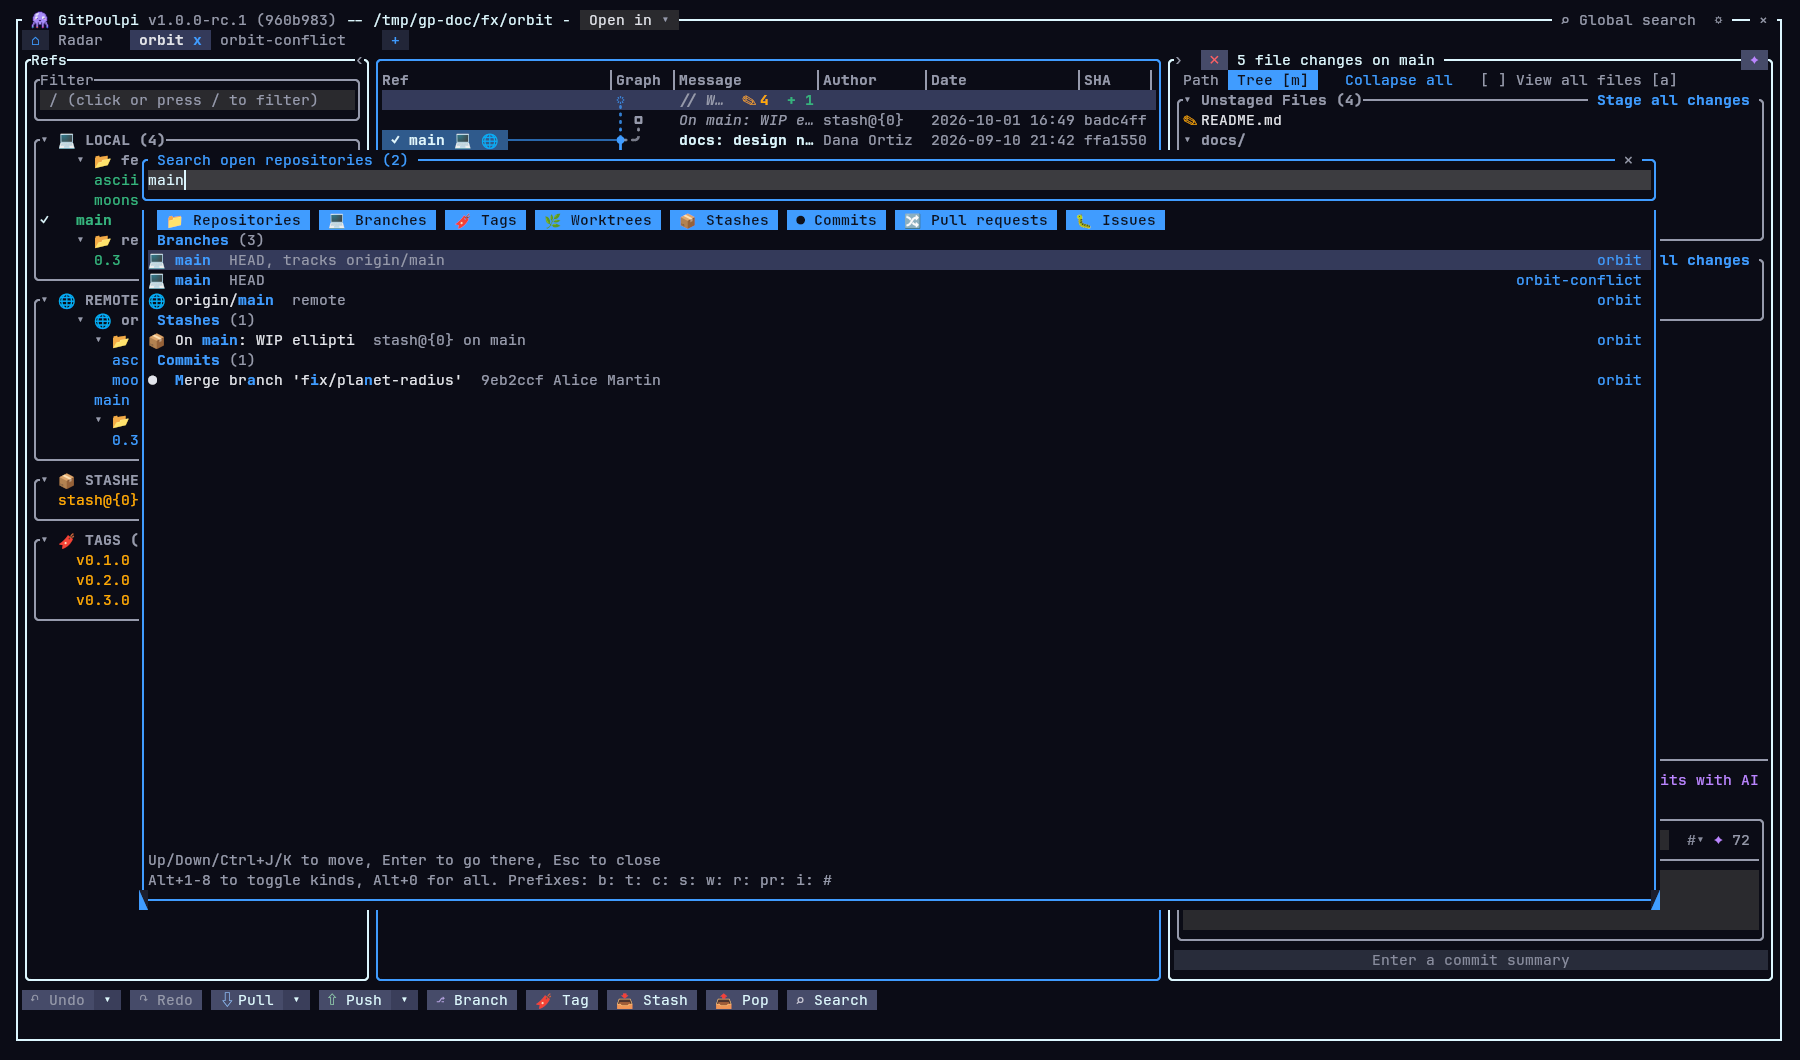 GitPoulpi v1.0.0-rc.1 (960b983) -- /tmp/gp-doc/fx/orbit - Open in ▾ ⌕ Global search ⚙ — ×
⌂ Radar orbit x orbit-conflict +
Refs ‹ › ✕ 5 file changes on main ✦
Filter Ref Graph Message Author Date SHA Path Tree [m] Collapse all [ ] View all files [a]
/ (click or press / to filter) // W… ✎ 4 + 1 ▾ Unstaged Files (4) Stage all changes
On main: WIP e… stash@{0} 2026-10-01 16:49 badc4ff ✎ README.md
▾ LOCAL (4) ✓ main docs: design n… Dana Ortiz 2026-09-10 21:42 ffa1550 ▾ docs/
▾ fe Search open repositories (2) ×
ascii main
moons
✓ main Repositories Branches Tags Worktrees Stashes ● Commits Pull requests Issues
▾ re Branches (3)
0.3 main HEAD, tracks origin/main orbit ll changes
main HEAD orbit-conflict
▾ REMOTE origin/main remote orbit
▾ or Stashes (1)
▾ On main: WIP ellipti stash@{0} on main orbit
asc Commits (1)
moo ● Merge branch 'fix/planet-radius' 9eb2ccf Alice Martin orbit
main
▾
0.3
▾ STASHE
stash@{0}
▾ TAGS (
v0.1.0
v0.2.0
v0.3.0
its with AI
#▾ ✦ 72
Up/Down/Ctrl+J/K to move, Enter to go there, Esc to close
Alt+1-8 to toggle kinds, Alt+0 for all. Prefixes: b: t: c: s: w: r: pr: i: #
Enter a commit summary
↶ Undo ▾ ↷ Redo ⇩ Pull ▾ ⇧ Push ▾ Branch Tag Stash Pop ⌕ Search